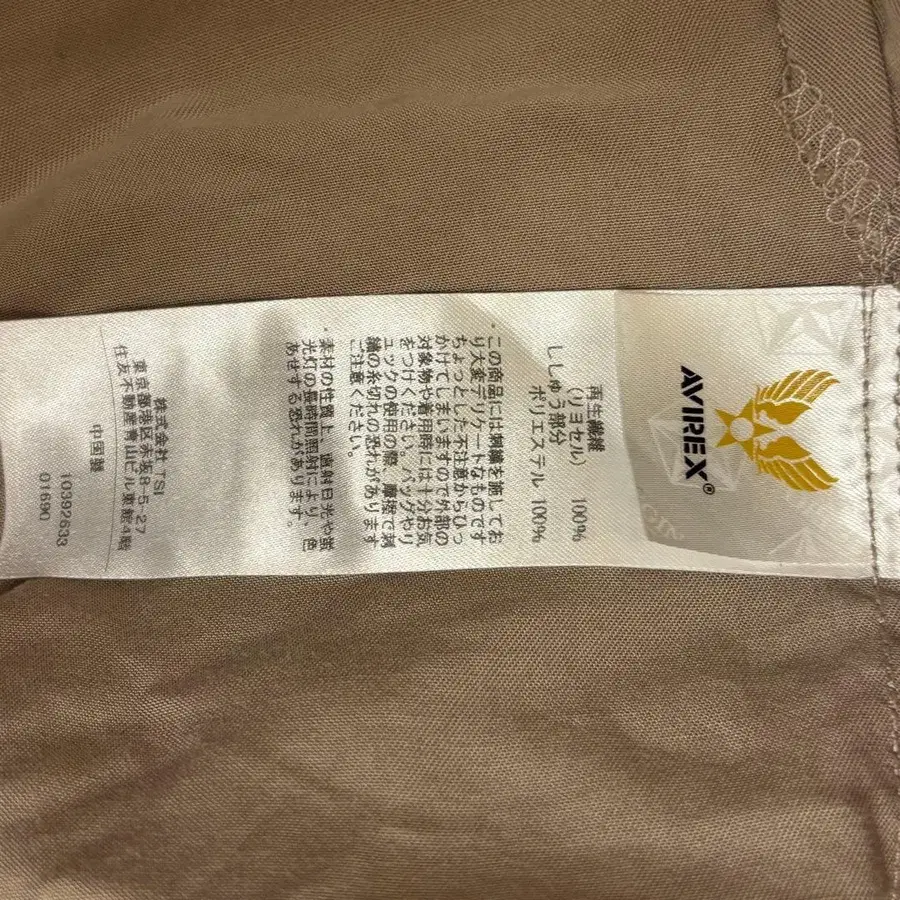 AVIREX®
再生繊維
(リヨセル) 100%
ししゅう部分
ポリエステル 100%
・この商品には刺繍を施してお
り大変デリケートなものです
ちょっとした不注意からひっ
かけてしまいますので外部の
対象物や着用時には十分お気
をつけください。バッグやリ
ュックの使用の際、摩擦で刺
繍の糸切れの恐れがあります
ご注意ください。
・素材の性質上、直射日光や蛍
光灯の長時間照射により、色
あせする恐れがあります。
株式会社 TSI
東京都港区赤坂8-5-27
住友不動産青山ビル東館4階
中国製
10392633
01690